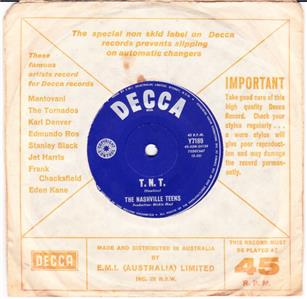 The special non skid label on Decca
records prevents slipping
on automatic changers
These
famous
artists record
for Decca records
Mantovani
The Tornados
Karl Denver
Edmundo Ros
Stanley Black
Jet Harris
Frank
Chacksfield
Eden Kane
IMPORTANT
Take good care of this
high quality Decca
Record. Check your
stylus regularly...
a worn stylus will
give poor reproduc-
tion and may damage
the record perman-
ently.
DECCA
45 R.P.M.
Y7180
T. N. T.
THE NASHVILLE TEENS
DECCA
MADE AND DISTRIBUTED IN AUSTRALIA
BY
E.M.I. (AUSTRALIA) LIMITED
INC. IN N.S.W.
THIS RECORD MUST
BE PLAYED AT
45
R.P.M.